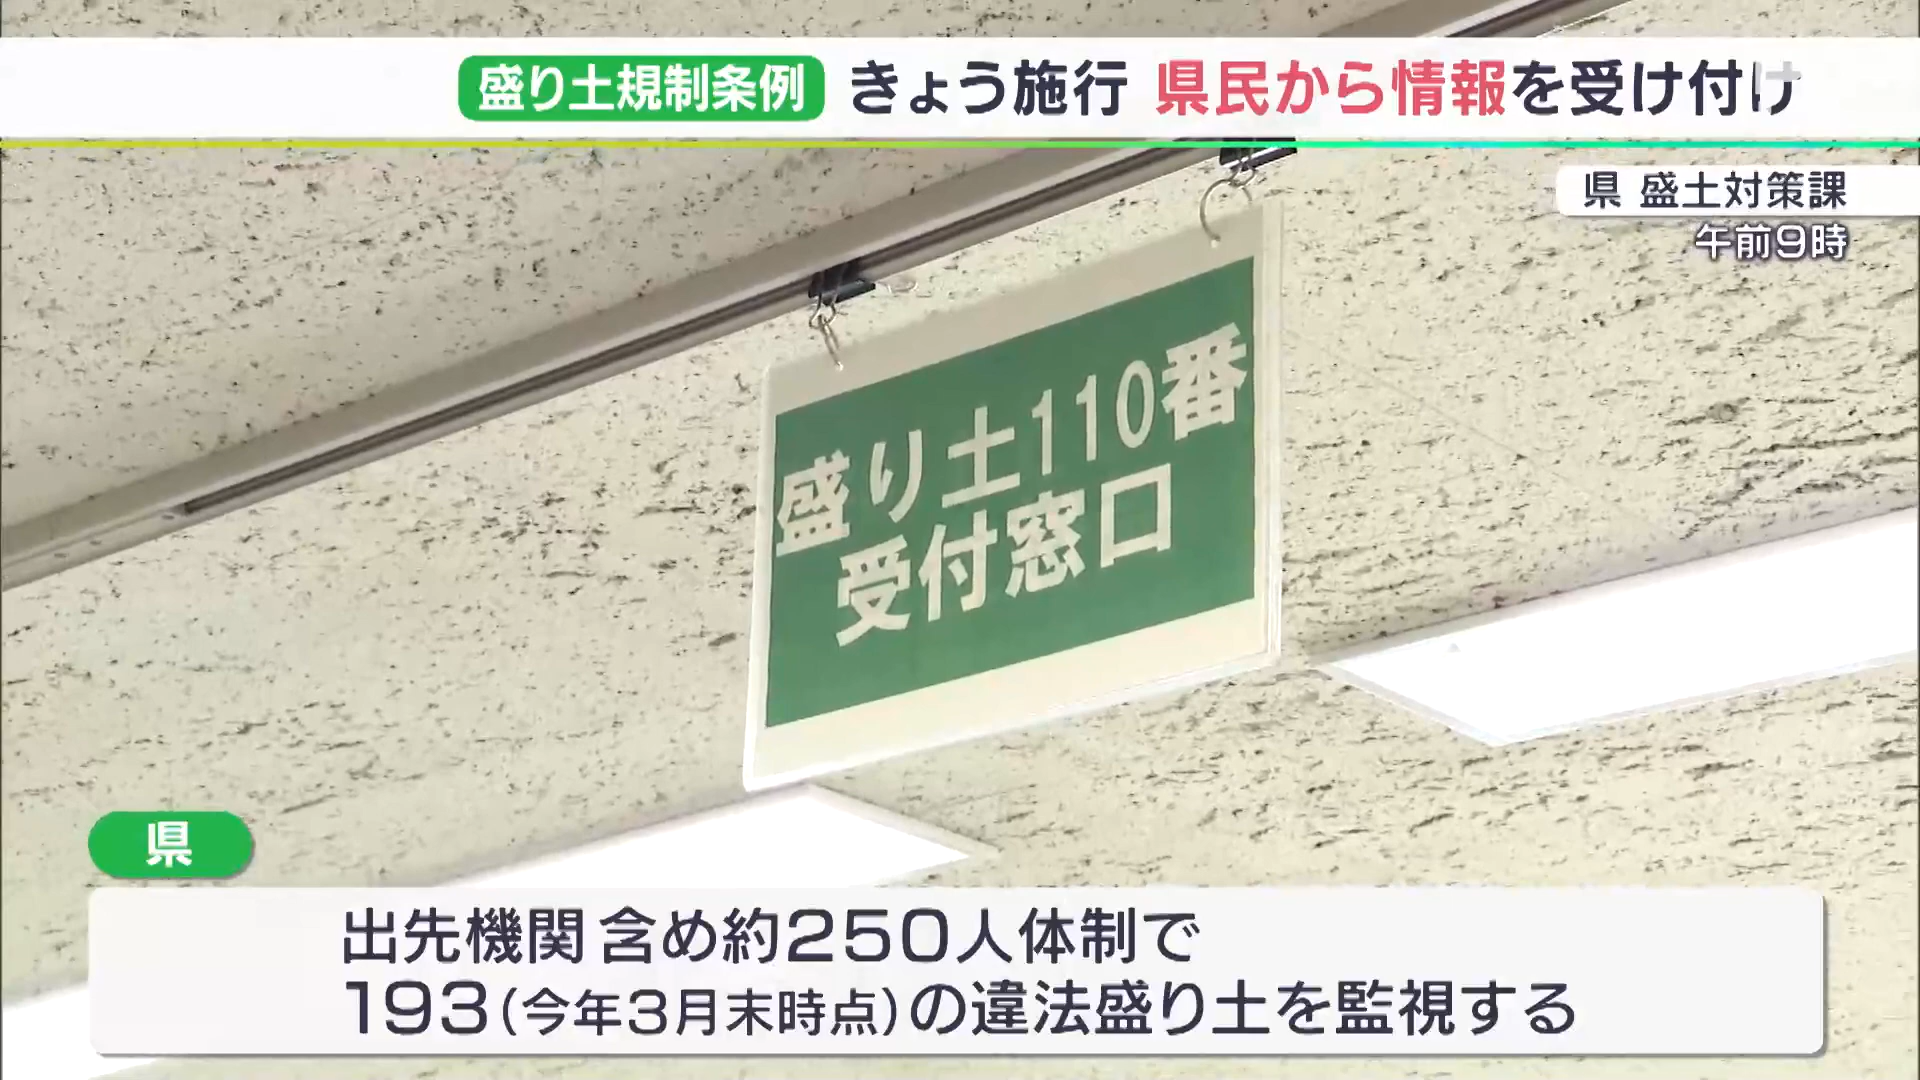 盛り土規制条例 きょう施行 県民から情報を受け付け
県 盛土対策課
午前9時
盛り土110番
受付窓口
県
出先機関含め約250人体制で
193(今年3月末時点)の違法盛り土を監視する